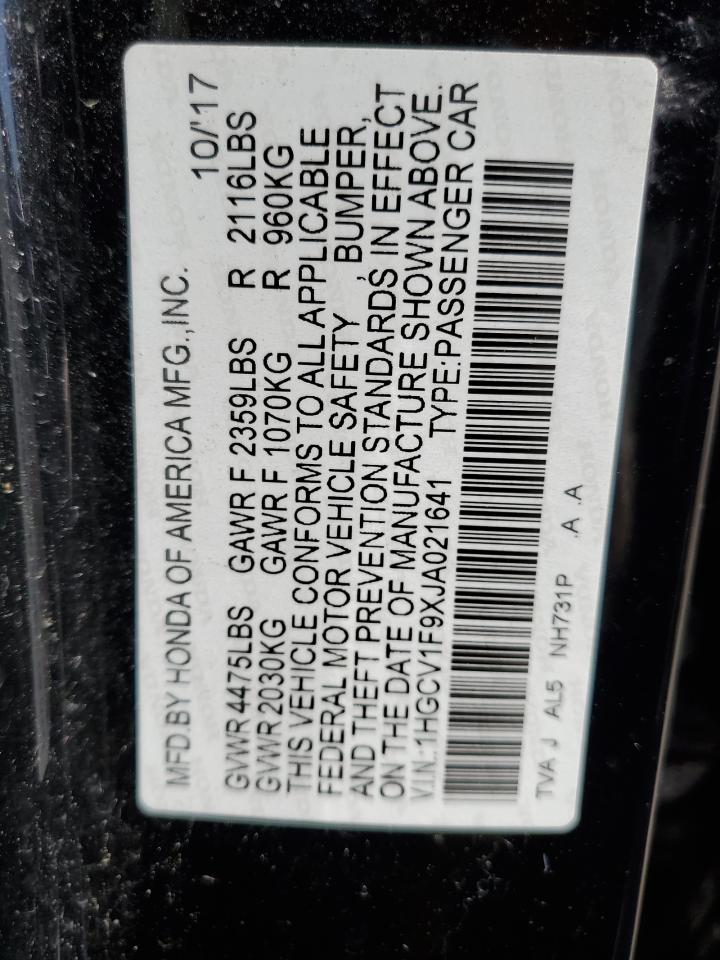 MFD.BY HONDA OF AMERICA MFG.,INC. 10/'17
GVWR 4475LBS GAWR F 2359LBS R 2116LBS
GVWR 2030KG GAWR F 1070KG R 960KG
THIS VEHICLE CONFORMS TO ALL APPLICABLE
FEDERAL MOTOR VEHICLE SAFETY, BUMPER,
AND THEFT PREVENTION STANDARDS, IN EFFECT
ON THE DATE OF MANUFACTURE SHOWN ABOVE.
V.I.N.:1HGCV1F9XJA021641 TYPE:PASSENGER CAR
TVA J AL5 NH731P .A .A